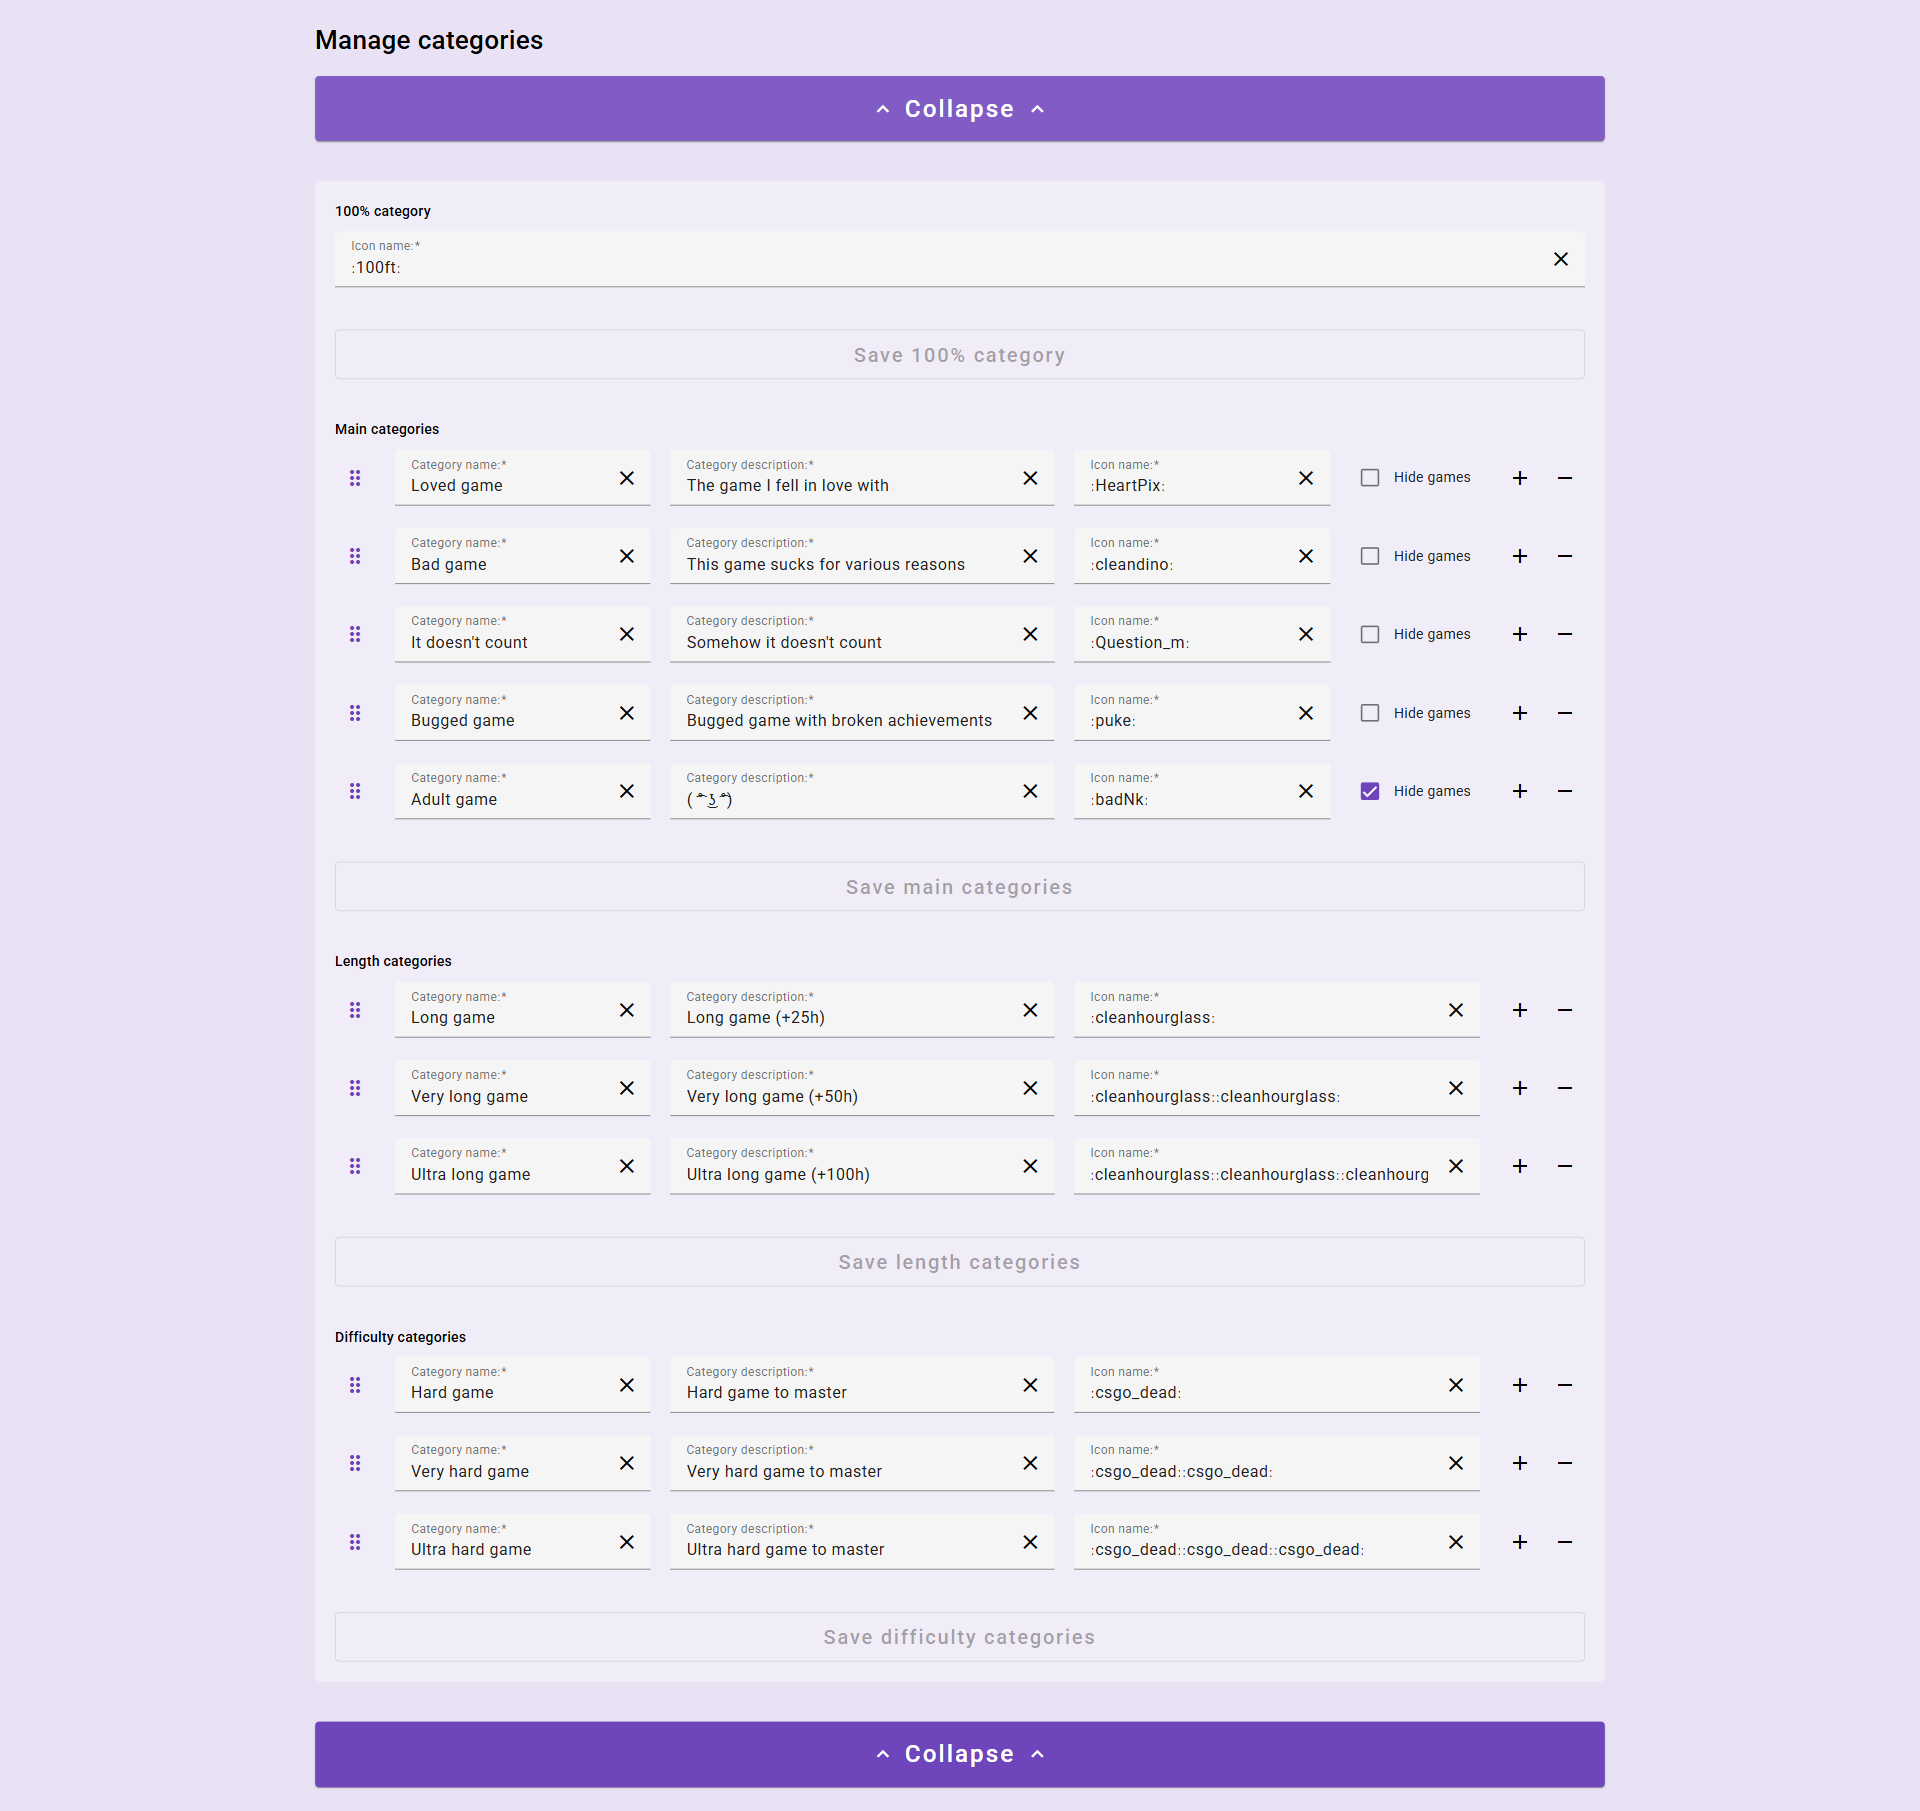 Manage categories
Collapse
100% category
Icon name:*
:100ft:
Save 100% category
Main categories
Category name:* Category description:* Icon name:*
Loved game The game I fell in love with :HeartPix: Hide games
Category name:* Category description:* Icon name:*
Bad game This game sucks for various reasons :cleandino: Hide games
Category name:* Category description:* Icon name:*
It doesn't count Somehow it doesn't count :Question_m: Hide games
Category name:* Category description:* Icon name:*
Bugged game Bugged game with broken achievements :puke: Hide games
Category name:* Category description:* Icon name:*
Adult game ( ͡° ͜ʖ ͡°) :badNk: Hide games
Save main categories
Length categories
Category name:* Category description:* Icon name:*
Long game Long game (+25h) :cleanhourglass:
Category name:* Category description:* Icon name:*
Very long game Very long game (+50h) :cleanhourglass::cleanhourglass:
Category name:* Category description:* Icon name:*
Ultra long game Ultra long game (+100h) :cleanhourglass::cleanhourglass::cleanhourg
Save length categories
Difficulty categories
Category name:* Category description:* Icon name:*
Hard game Hard game to master :csgo_dead:
Category name:* Category description:* Icon name:*
Very hard game Very hard game to master :csgo_dead::csgo_dead:
Category name:* Category description:* Icon name:*
Ultra hard game Ultra hard game to master :csgo_dead::csgo_dead::csgo_dead:
Save difficulty categories
Collapse